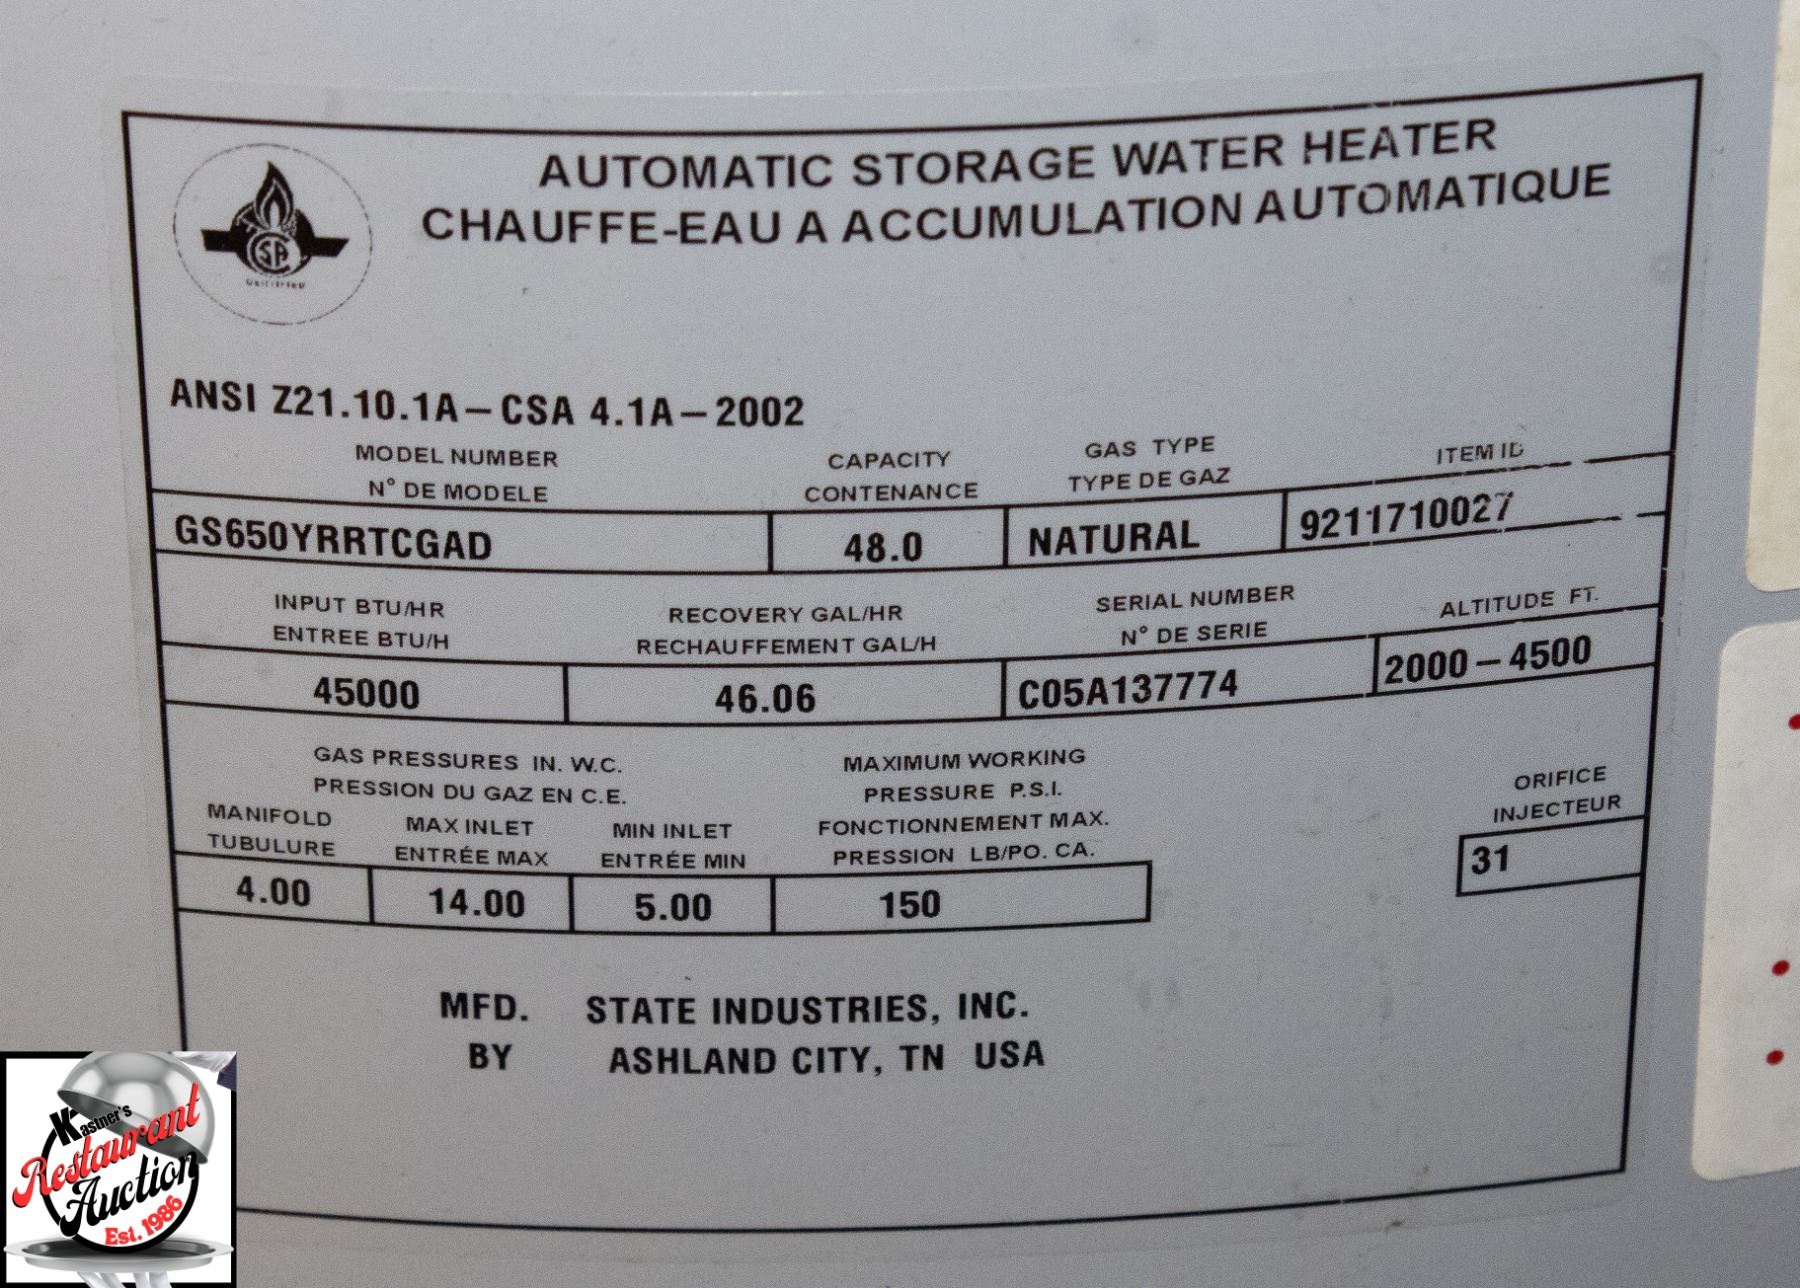 AUTOMATIC STORAGE WATER HEATER
CHAUFFE-EAU A ACCUMULATION AUTOMATIQUE
CSA
ANSI Z21.10.1A–CSA 4.1A–2002
MODEL NUMBER
N° DE MODELE
CAPACITY
CONTENANCE
GAS TYPE
TYPE DE GAZ
ITEM ID
GS650YRRTCGAD
48.0
NATURAL
9211710027
INPUT BTU/HR
ENTREE BTU/H
RECOVERY GAL/HR
RECHAUFFEMENT GAL/H
SERIAL NUMBER
N° DE SERIE
ALTITUDE FT.
45000
46.06
C05A137774
2000–4500
GAS PRESSURES IN. W.C.
PRESSION DU GAZ EN C.E.
MANIFOLD
TUBULURE
MAX INLET
ENTRÉE MAX
MIN INLET
ENTRÉE MIN
MAXIMUM WORKING
PRESSURE P.S.I.
FONCTIONNEMENT MAX.
PRESSION LB/PO. CA.
ORIFICE
INJECTEUR
4.00
14.00
5.00
150
31
MFD. STATE INDUSTRIES, INC.
BY ASHLAND CITY, TN USA
Kastner's
Restaurant
Auction
Est. 1986